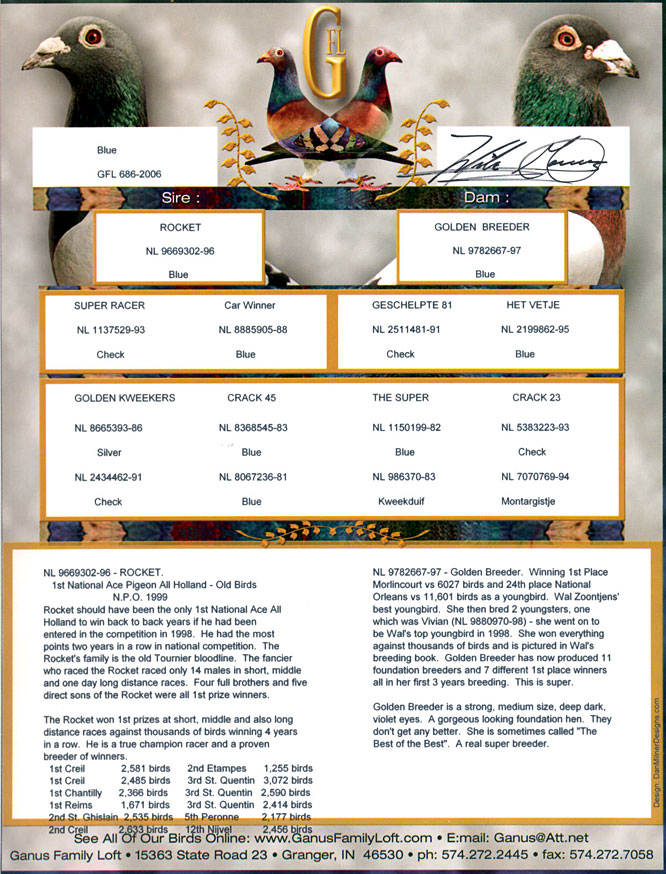 GFL
Blue
GFL 686-2006
Sire :
Dam :
ROCKET
NL 9669302-96
Blue
GOLDEN BREEDER
NL 9782667-97
Blue
SUPER RACER
NL 1137529-93
Check
Car Winner
NL 8885905-88
Blue
GESCHELPTE 81
NL 2511481-91
Check
HET VETJE
NL 2199862-95
Blue
GOLDEN KWEEKERS
NL 8665393-86
Silver
NL 2434462-91
Check
CRACK 45
NL 8368545-83
Blue
NL 8067236-81
Blue
THE SUPER
NL 1150199-82
Blue
NL 986370-83
Kweekduif
CRACK 23
NL 5383223-93
Check
NL 7070769-94
Montargistje
NL 9669302-96 - ROCKET.
1st National Ace Pigeon All Holland - Old Birds
N.P.O. 1999
Rocket should have been the only 1st National Ace All
Holland to win back to back years if he had been
entered in the competition in 1998. He had the most
points two years in a row in national competition. The
Rocket's family is the old Tournier bloodline. The fancier
who raced the Rocket raced only 14 males in short, middle
and one day long distance races. Four full brothers and five
direct sons of the Rocket were all 1st prize winners.
The Rocket won 1st prizes at short, middle and also long
distance races against thousands of birds winning 4 years
in a row. He is a true champion racer and a proven
breeder of winners.
1st Creil 2,581 birds 2nd Etampes 1,255 birds
1st Creil 2,485 birds 3rd St. Quentin 3,072 birds
1st Chantilly 2,366 birds 3rd St. Quentin 2,590 birds
1st Reims 1,671 birds 3rd St. Quentin 2,414 birds
2nd St. Ghislain 2,535 birds 5th Peronne 2,177 birds
2nd Creil 2,633 birds 12th Nijvel 2,456 birds
NL 9782667-97 - Golden Breeder. Winning 1st Place
Morlincourt vs 6027 birds and 24th place National
Orleans vs 11,601 birds as a youngbird. Wal Zoontjens'
best youngbird. She then bred 2 youngsters, one
which was Vivian (NL 9880970-98) - she went on to
be Wal's top youngbird in 1998. She won everything
against thousands of birds and is pictured in Wal's
breeding book. Golden Breeder has now produced 11
foundation breeders and 7 different 1st place winners
all in her first 3 years breeding. This is super.
Golden Breeder is a strong, medium size, deep dark,
violet eyes. A gorgeous looking foundation hen. They
don't get any better. She is sometimes called "The
Best of the Best". A real super breeder.
Design: DanMilnerDesigns.com
See All Of Our Birds Online: www.GanusFamilyLoft.com • E:mail: Ganus@Att.net
Ganus Family Loft • 15363 State Road 23 • Granger, IN 46530 • ph: 574.272.2445 • fax: 574.272.7058